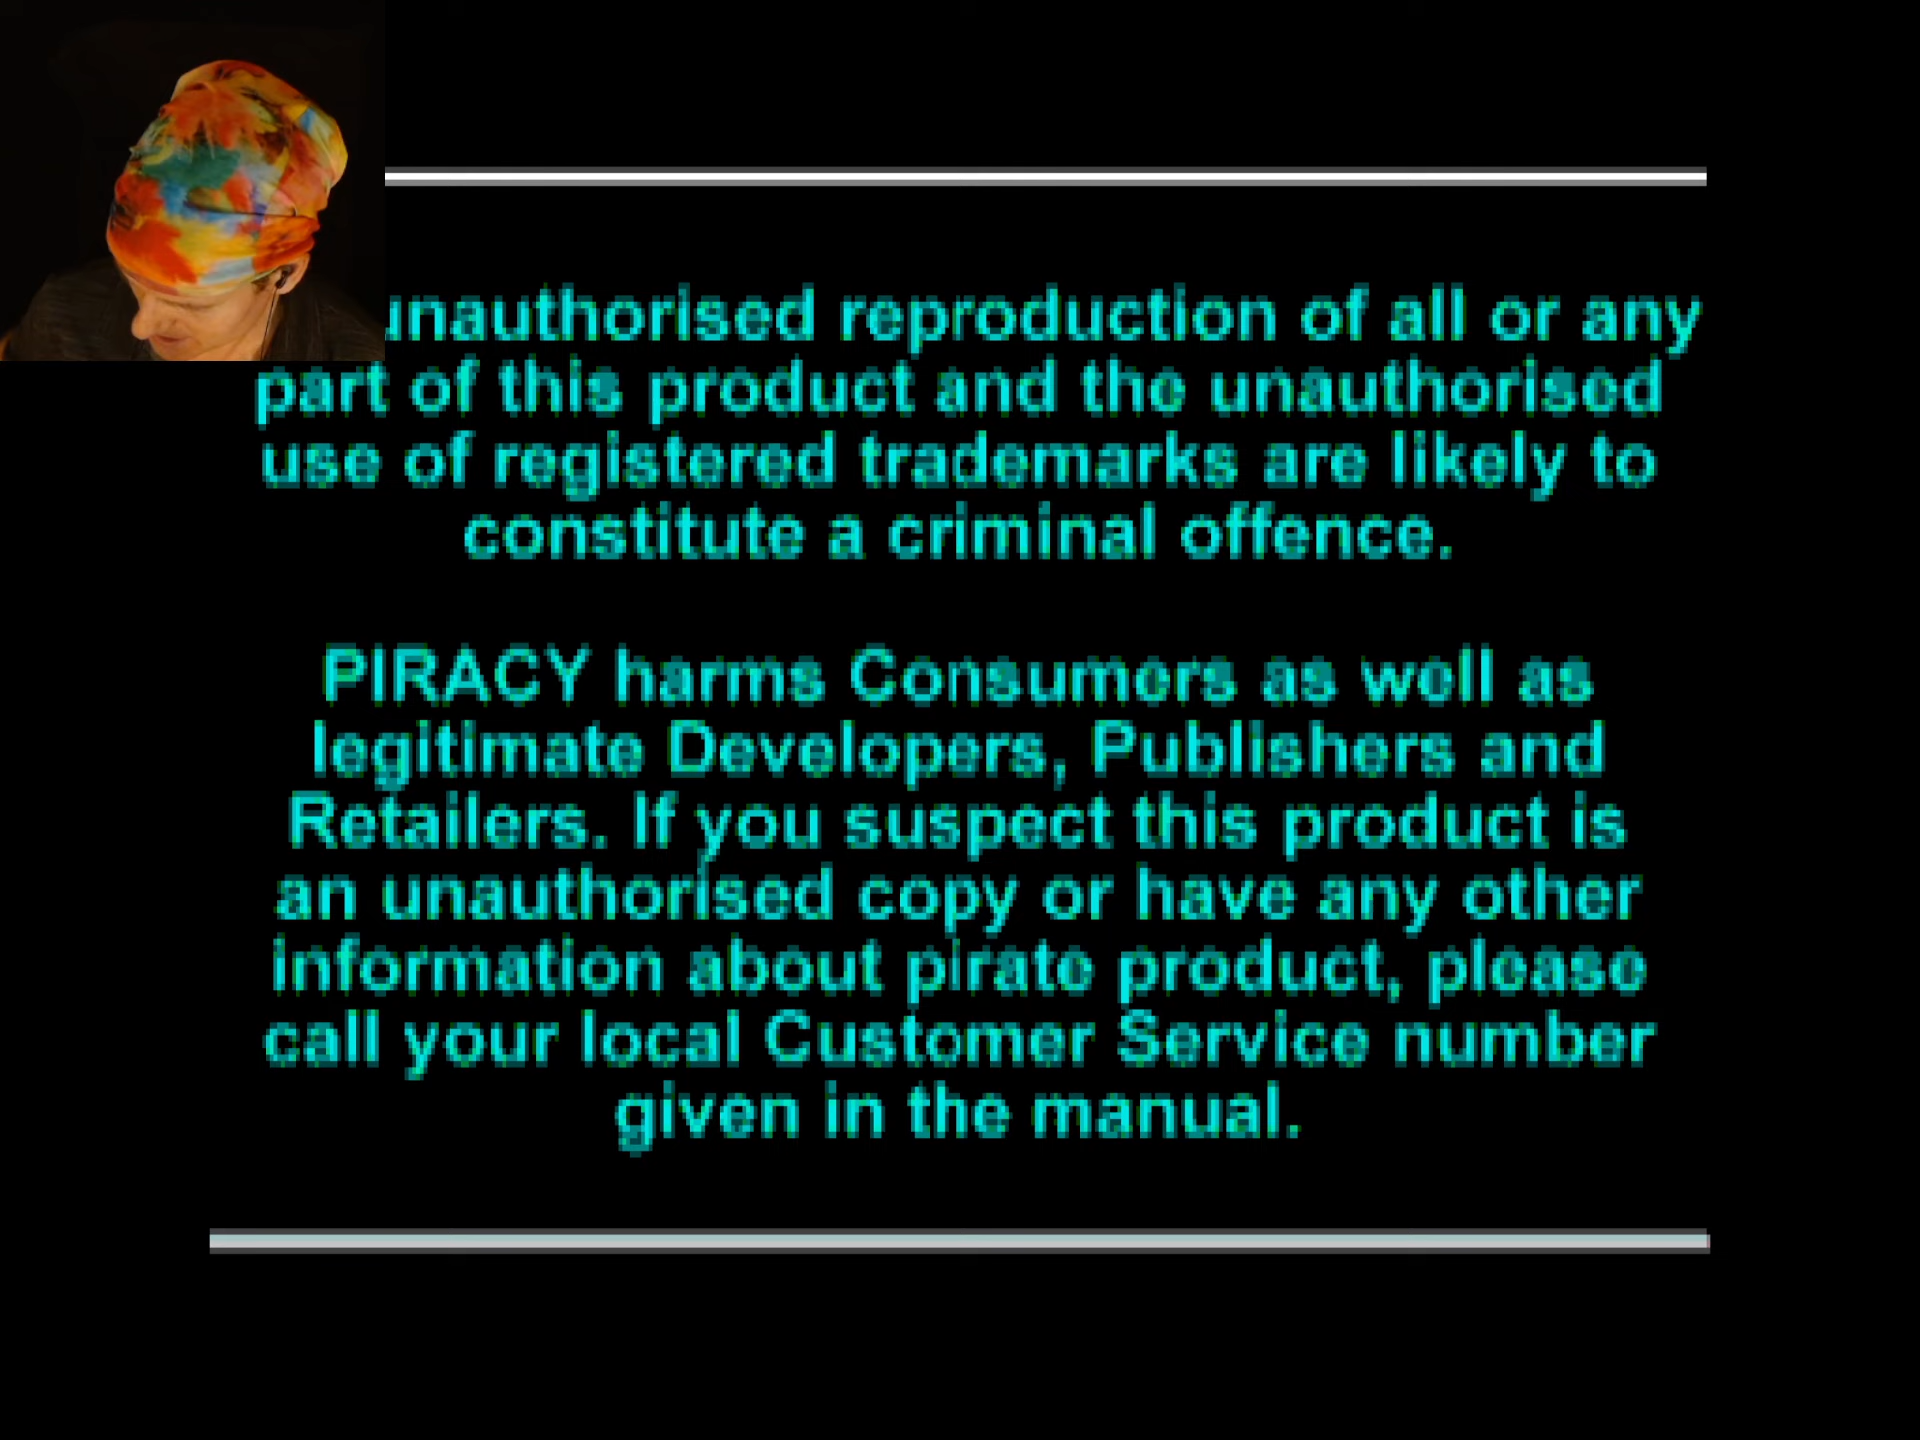 unauthorised reproduction of all or any
part of this product and the unauthorised
use of registered trademarks are likely to
constitute a criminal offence.
PIRACY harms Consumers as well as
legitimate Developers, Publishers and
Retailers. If you suspect this product is
an unauthorised copy or have any other
information about pirate product, please
call your local Customer Service number
given in the manual.